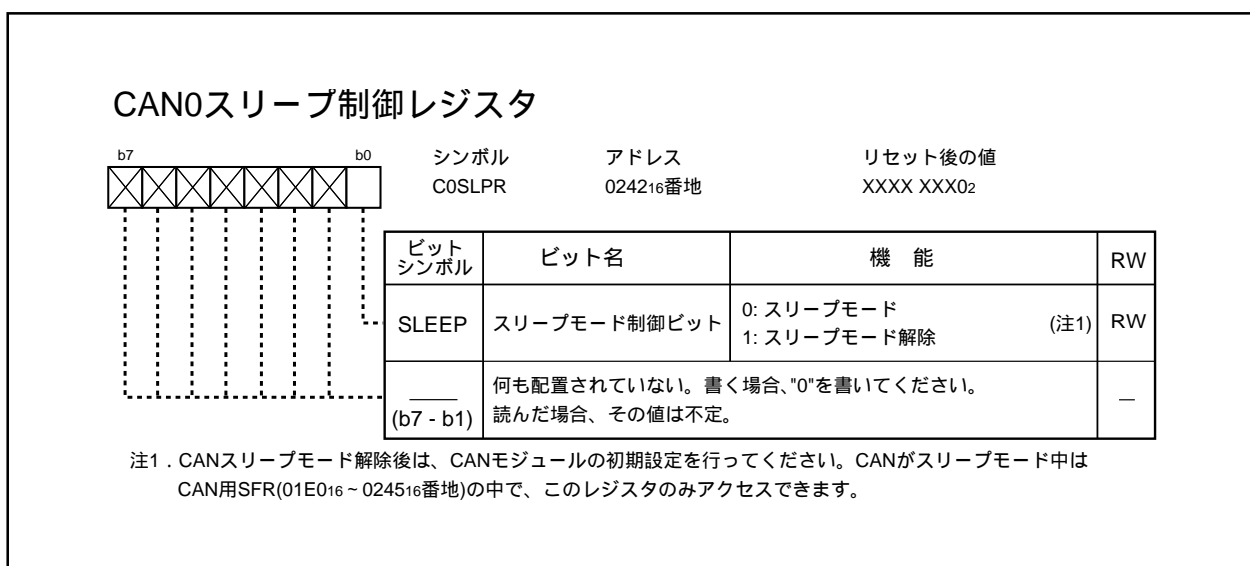 CAN0スリープ制御レジスタ
b7 b0
シンボル アドレス リセット後の値
C0SLPR 024216番地 XXXX XXX02
ビット
シンボル
ビット名 機 能 RW
SLEEP スリープモード制御ビット
0: スリープモード
1: スリープモード解除 (注1) RW
(b7 - b1)
何も配置されていない。書く場合、"0"を書いてください。
読んだ場合、その値は不定。
—
注1．CANスリープモード解除後は、CANモジュールの初期設定を行ってください。CANがスリープモード中は
CAN用SFR(01E016～024516番地)の中で、このレジスタのみアクセスできます。